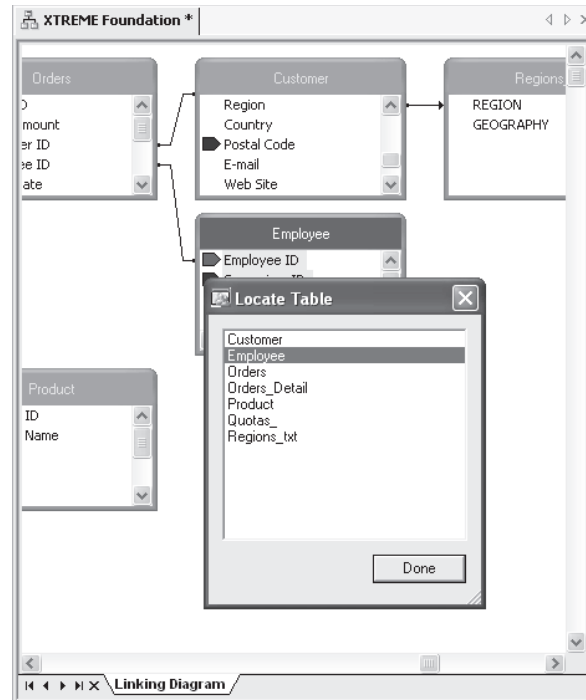 XTREME Foundation *
Orders
Customer
Regions
Region
Country
Postal Code
E-mail
Web Site
REGION
GEOGRAPHY
mount
er ID
ee ID
ate
Employee
Employee ID
Product
ID
Name
Locate Table
Customer
Employee
Orders
Orders_Detail
Product
Quotas_
Regions_txt
Done
Linking Diagram